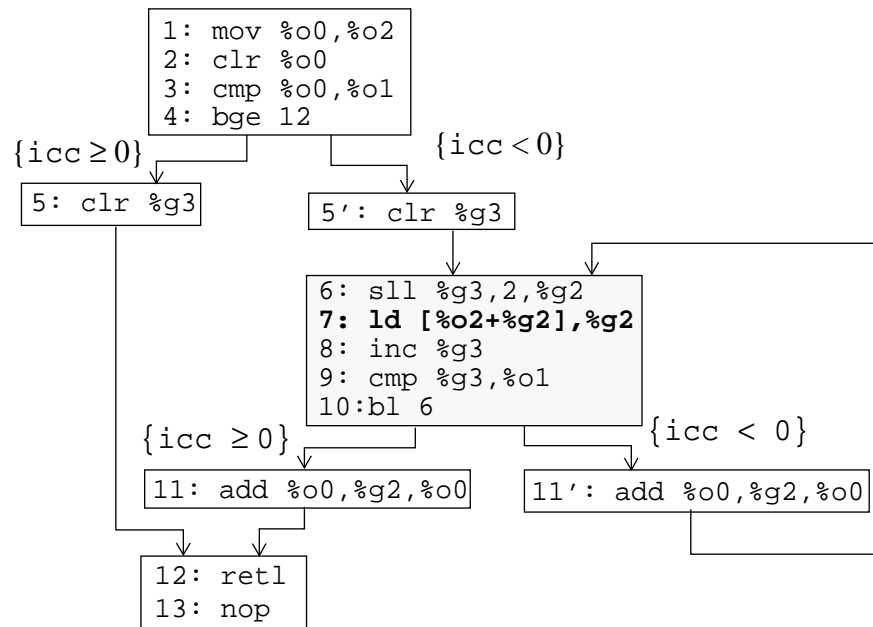 1: mov %o0,%o2
2: clr %o0
3: cmp %o0,%o1
4: bge 12
{icc ≥ 0}
{icc < 0}
5: clr %g3
5': clr %g3
6: sll %g3,2,%g2
7: ld [%o2+%g2],%g2
8: inc %g3
9: cmp %g3,%o1
10:bl 6
{icc ≥ 0}
{icc < 0}
11: add %o0,%g2,%o0
11': add %o0,%g2,%o0
12: retl
13: nop